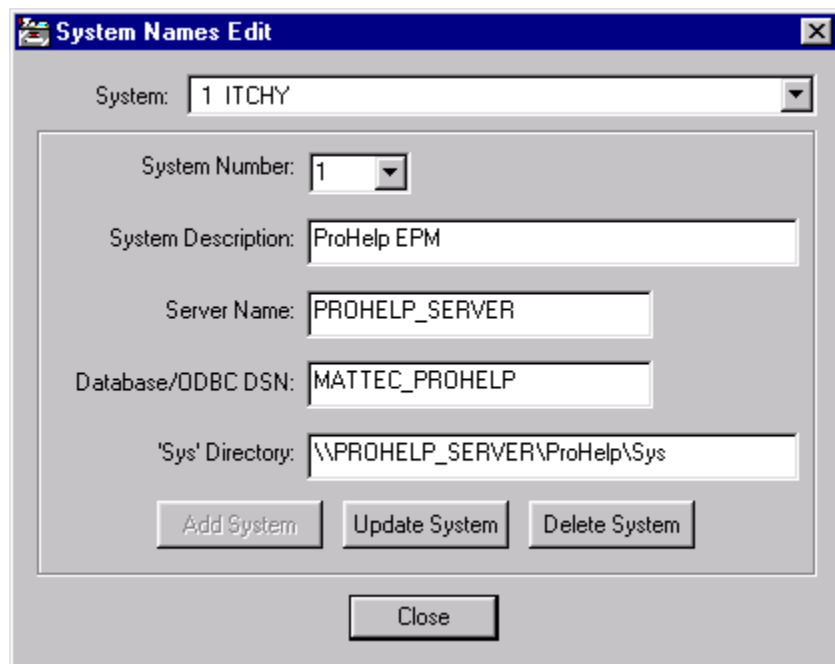 System Names Edit
System: 1 ITCHY
System Number: 1
System Description: ProHelp EPM
Server Name: PROHELP_SERVER
Database/ODBC DSN: MATTEC_PROHELP
'Sys' Directory: \\PROHELP_SERVER\ProHelp\Sys
Add System Update System Delete System
Close